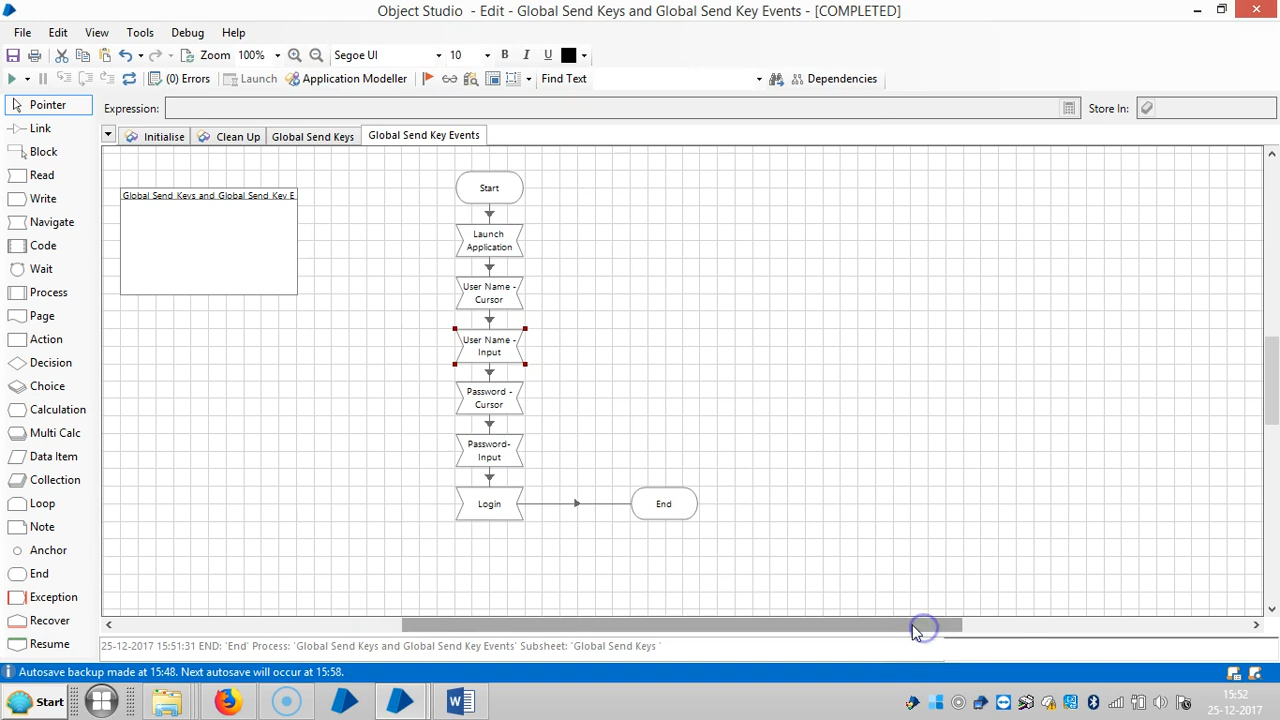 Object Studio - Edit - Global Send Keys and Global Send Key Events - [COMPLETED]
File Edit View Tools Debug Help
Zoom 100% Segoe UI 10 B I U
(0) Errors Launch Application Modeller Find Text Dependencies
Pointer Expression: Store In:
Link Initialise Clean Up Global Send Keys Global Send Key Events
Block
Read
Write
Navigate
Code
Wait
Process
Page
Action
Decision
Choice
Calculation
Multi Calc
Data Item
Collection
Loop
Note
Anchor
End
Exception
Recover
Resume
Global Send Keys and Global Send Key E
Start
Launch
Application
User Name -
Cursor
User Name -
Input
Password -
Cursor
Password-
Input
Login End
25-12-2017 15:51:31 END 'End' Process: 'Global Send Keys and Global Send Key Events' Subsheet: 'Global Send Keys '
Autosave backup made at 15:48. Next autosave will occur at 15:58.
Start
15:52
25-12-2017